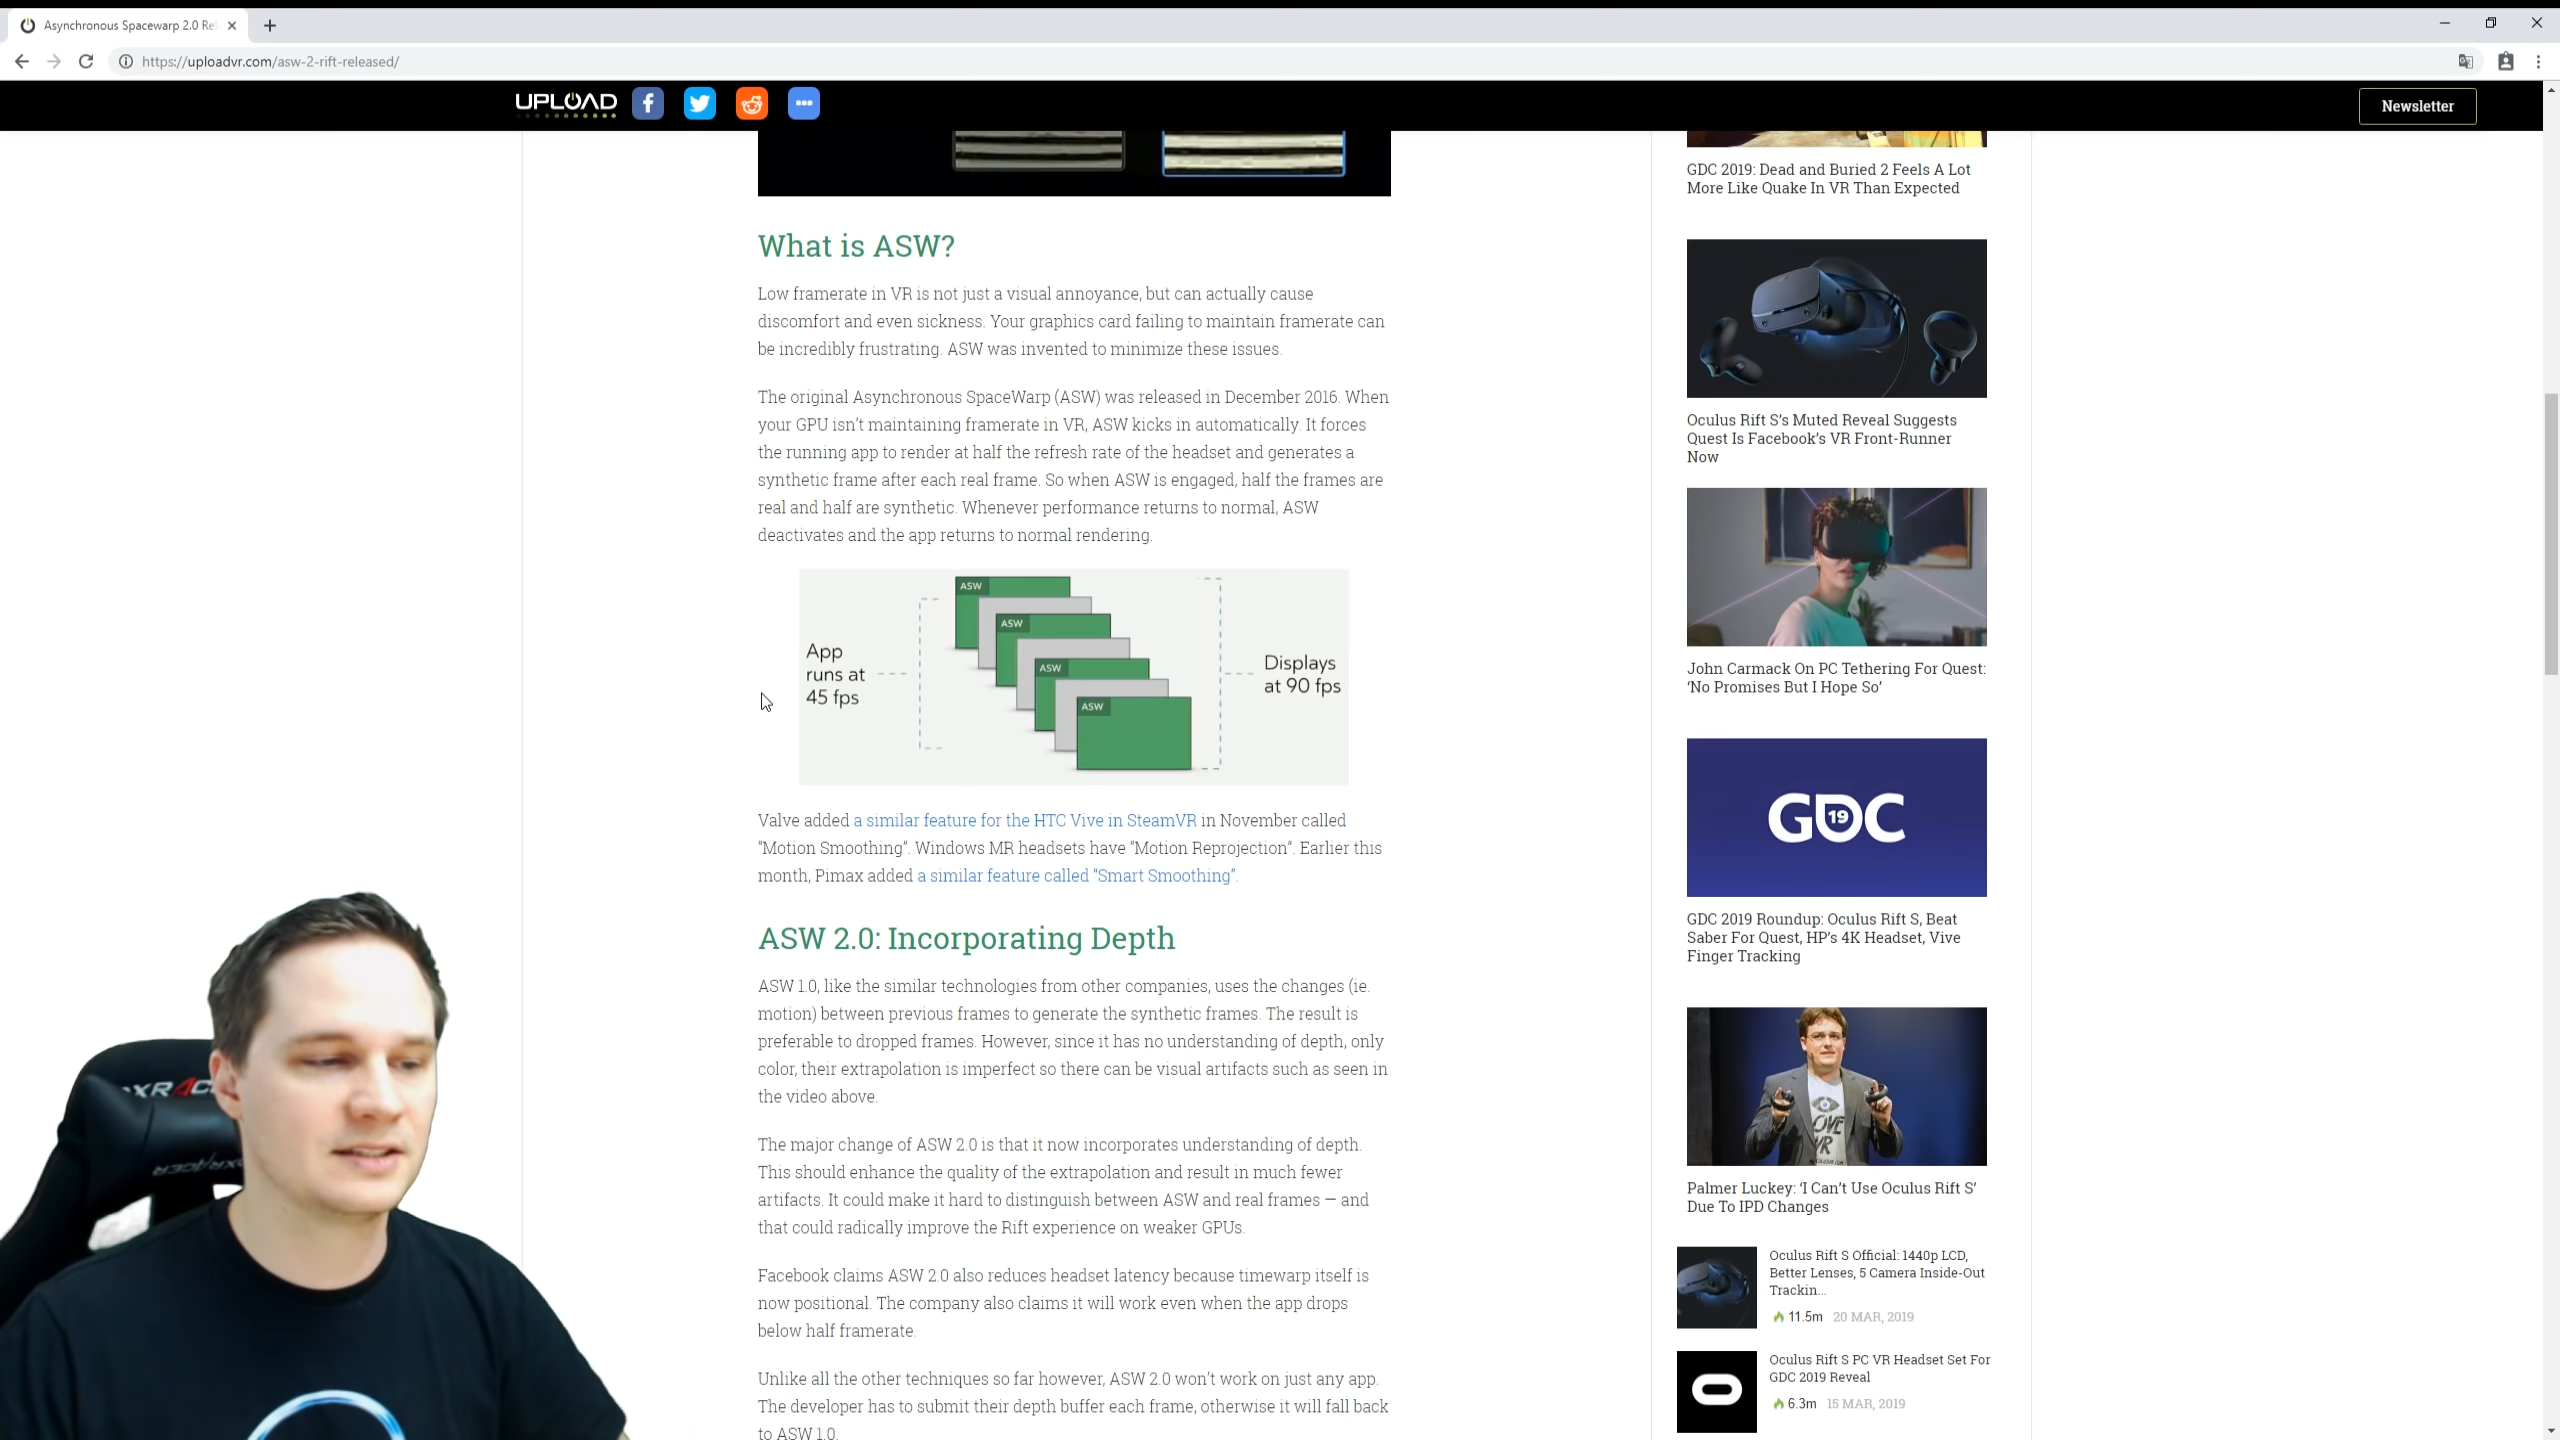 Asynchronous Spacewarp 2.0 Re
https://uploadvr.com/asw-2-rift-released/
UPLOAD
Newsletter
What is ASW?
Low framerate in VR is not just a visual annoyance, but can actually cause
discomfort and even sickness. Your graphics card failing to maintain framerate can
be incredibly frustrating. ASW was invented to minimize these issues.
The original Asynchronous SpaceWarp (ASW) was released in December 2016. When
your GPU isn't maintaining framerate in VR, ASW kicks in automatically. It forces
the running app to render at half the refresh rate of the headset and generates a
synthetic frame after each real frame. So when ASW is engaged, half the frames are
real and half are synthetic. Whenever performance returns to normal, ASW
deactivates and the app returns to normal rendering.
App
runs at
45 fps
ASW
ASW
ASW
ASW
Displays
at 90 fps
Valve added a similar feature for the HTC Vive in SteamVR in November called
"Motion Smoothing". Windows MR headsets have "Motion Reprojection". Earlier this
month, Pimax added a similar feature called "Smart Smoothing".
ASW 2.0: Incorporating Depth
ASW 1.0, like the similar technologies from other companies, uses the changes (ie.
motion) between previous frames to generate the synthetic frames. The result is
preferable to dropped frames. However, since it has no understanding of depth, only
color, their extrapolation is imperfect so there can be visual artifacts such as seen in
the video above.
The major change of ASW 2.0 is that it now incorporates understanding of depth.
This should enhance the quality of the extrapolation and result in much fewer
artifacts. It could make it hard to distinguish between ASW and real frames — and
that could radically improve the Rift experience on weaker GPUs.
Facebook claims ASW 2.0 also reduces headset latency because timewarp itself is
now positional. The company also claims it will work even when the app drops
below half framerate.
Unlike all the other techniques so far however, ASW 2.0 won't work on just any app.
The developer has to submit their depth buffer each frame, otherwise it will fall back
to ASW 1.0.
GDC 2019: Dead and Buried 2 Feels A Lot
More Like Quake In VR Than Expected
Oculus Rift S's Muted Reveal Suggests
Quest Is Facebook's VR Front-Runner
Now
John Carmack On PC Tethering For Quest:
'No Promises But I Hope So'
GDC
19
GDC 2019 Roundup: Oculus Rift S, Beat
Saber For Quest, HP's 4K Headset, Vive
Finger Tracking
Palmer Luckey: 'I Can't Use Oculus Rift S'
Due To IPD Changes
Oculus Rift S Official: 1440p LCD,
Better Lenses, 5 Camera Inside-Out
Trackin...
11.5m 20 MAR, 2019
Oculus Rift S PC VR Headset Set For
GDC 2019 Reveal
6.3m 15 MAR, 2019